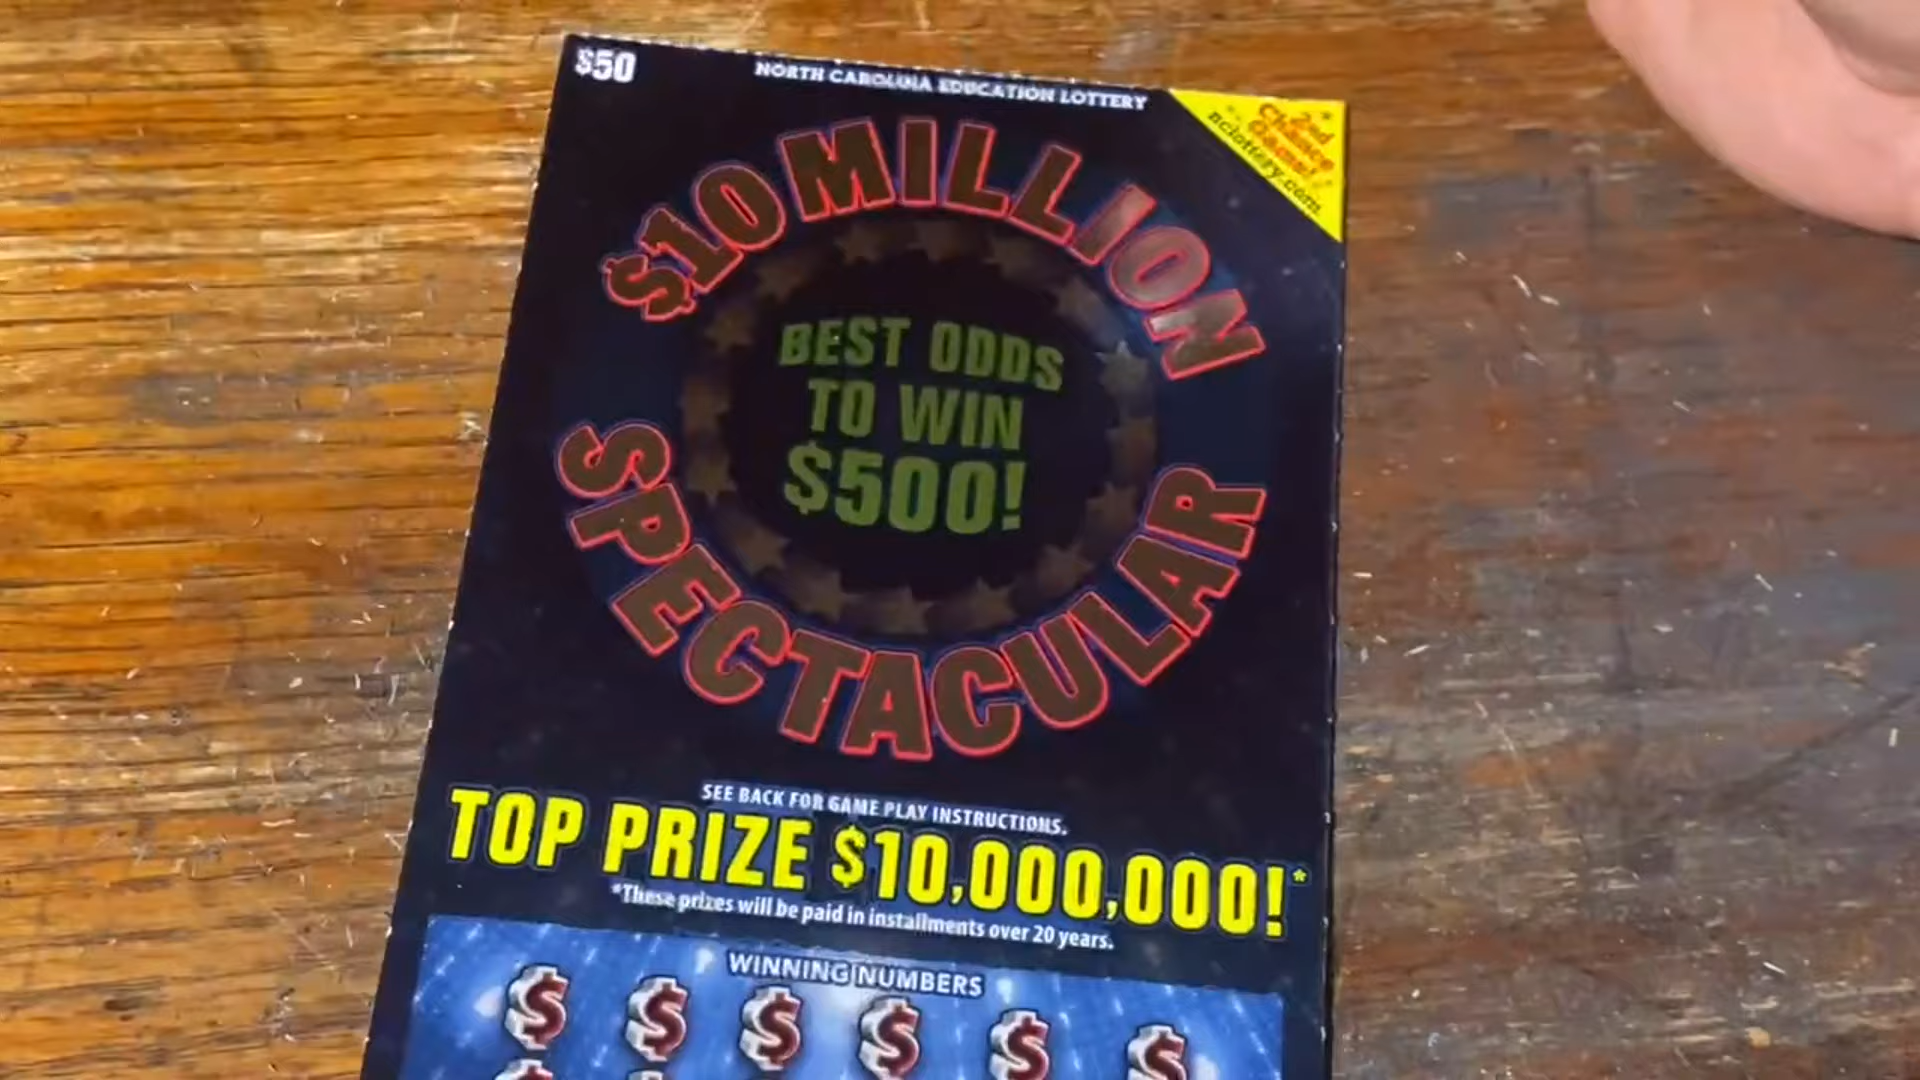 $50
NORTH CAROLINA EDUCATION LOTTERY
2nd
Chance
Game!
nclottery.com
$10 MILLION
BEST ODDS
TO WIN
$500!
SPECTACULAR
SEE BACK FOR GAME PLAY INSTRUCTIONS.
TOP PRIZE $10,000,000!*
*These prizes will be paid in installments over 20 years.
WINNING NUMBERS
$ $ $ $ $ $